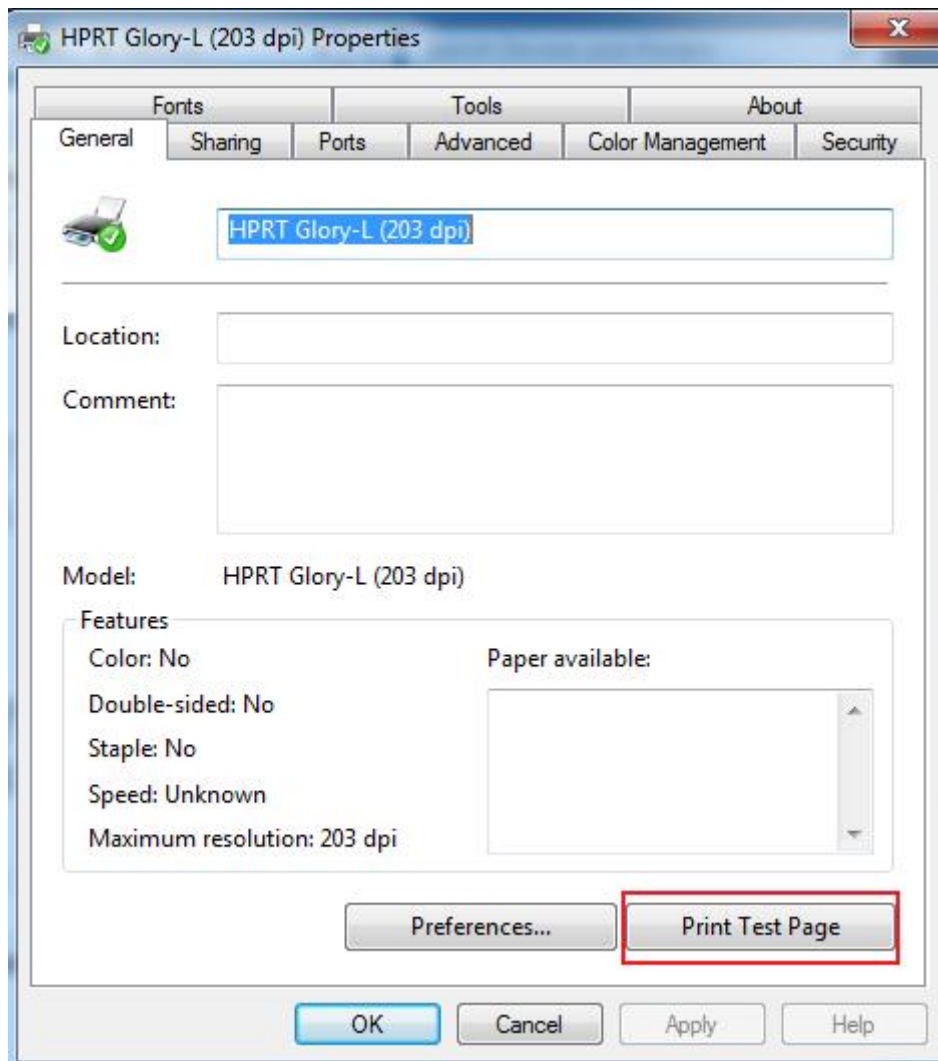 HPRT Glory-L (203 dpi) Properties
X
Fonts Tools About
General Sharing Ports Advanced Color Management Security
HPRT Glory-L (203 dpi)
Location:
Comment:
Model: HPRT Glory-L (203 dpi)
Features
Color: No Paper available:
Double-sided: No
Staple: No
Speed: Unknown
Maximum resolution: 203 dpi
Preferences... Print Test Page
OK Cancel Apply Help